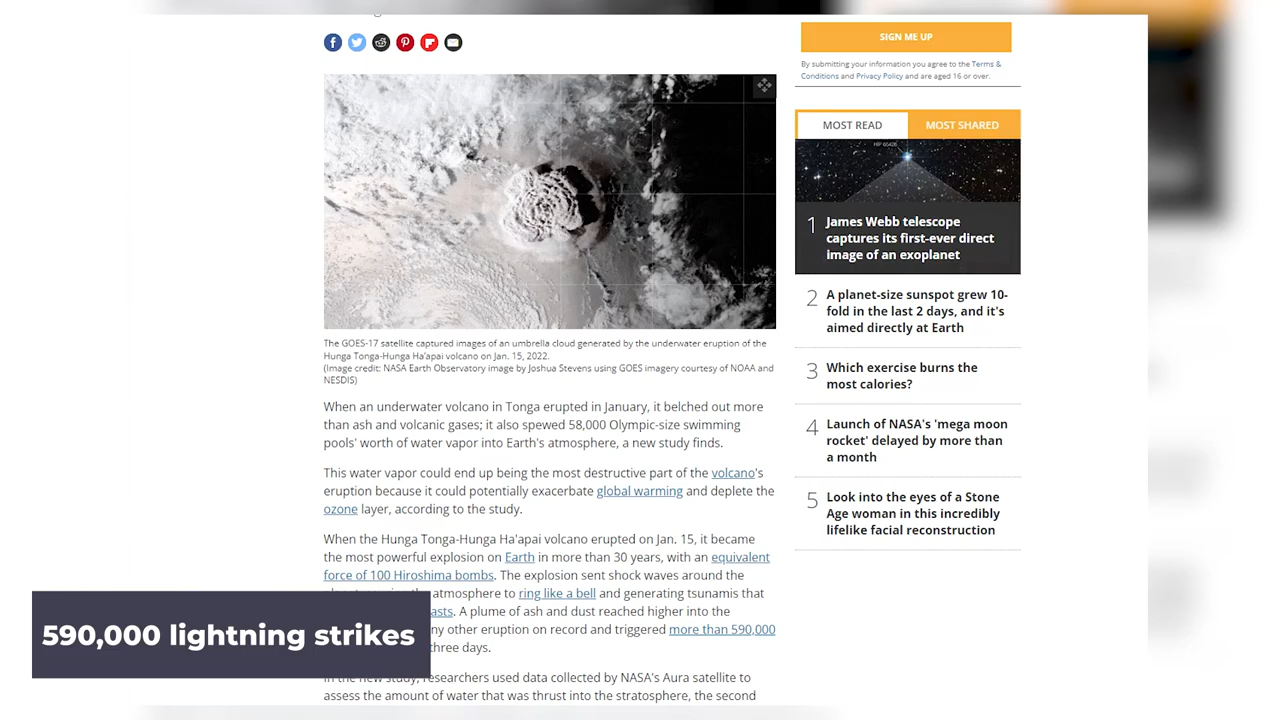 SIGN ME UP
By submitting your information you agree to the Terms &
Conditions and Privacy Policy and are aged 16 or over.
MOST READ
MOST SHARED
HIP 65426
1 James Webb telescope
captures its first-ever direct
image of an exoplanet
2 A planet-size sunspot grew 10-
fold in the last 2 days, and it's
aimed directly at Earth
3 Which exercise burns the
most calories?
4 Launch of NASA's 'mega moon
rocket' delayed by more than
a month
5 Look into the eyes of a Stone
Age woman in this incredibly
lifelike facial reconstruction
The GOES-17 satellite captured images of an umbrella cloud generated by the underwater eruption of the
Hunga Tonga-Hunga Ha'apai volcano on Jan. 15, 2022.
(Image credit: NASA Earth Observatory image by Joshua Stevens using GOES imagery courtesy of NOAA and
NESDIS)
When an underwater volcano in Tonga erupted in January, it belched out more
than ash and volcanic gases; it also spewed 58,000 Olympic-size swimming
pools' worth of water vapor into Earth's atmosphere, a new study finds.
This water vapor could end up being the most destructive part of the volcano's
eruption because it could potentially exacerbate global warming and deplete the
ozone layer, according to the study.
When the Hunga Tonga-Hunga Ha'apai volcano erupted on Jan. 15, it became
the most powerful explosion on Earth in more than 30 years, with an equivalent
force of 100 Hiroshima bombs. The explosion sent shock waves around the
atmosphere to ring like a bell and generating tsunamis that
asts. A plume of ash and dust reached higher into the
ny other eruption on record and triggered more than 590,000
three days.
In the new study, researchers used data collected by NASA's Aura satellite to
assess the amount of water that was thrust into the stratosphere, the second
590,000 lightning strikes